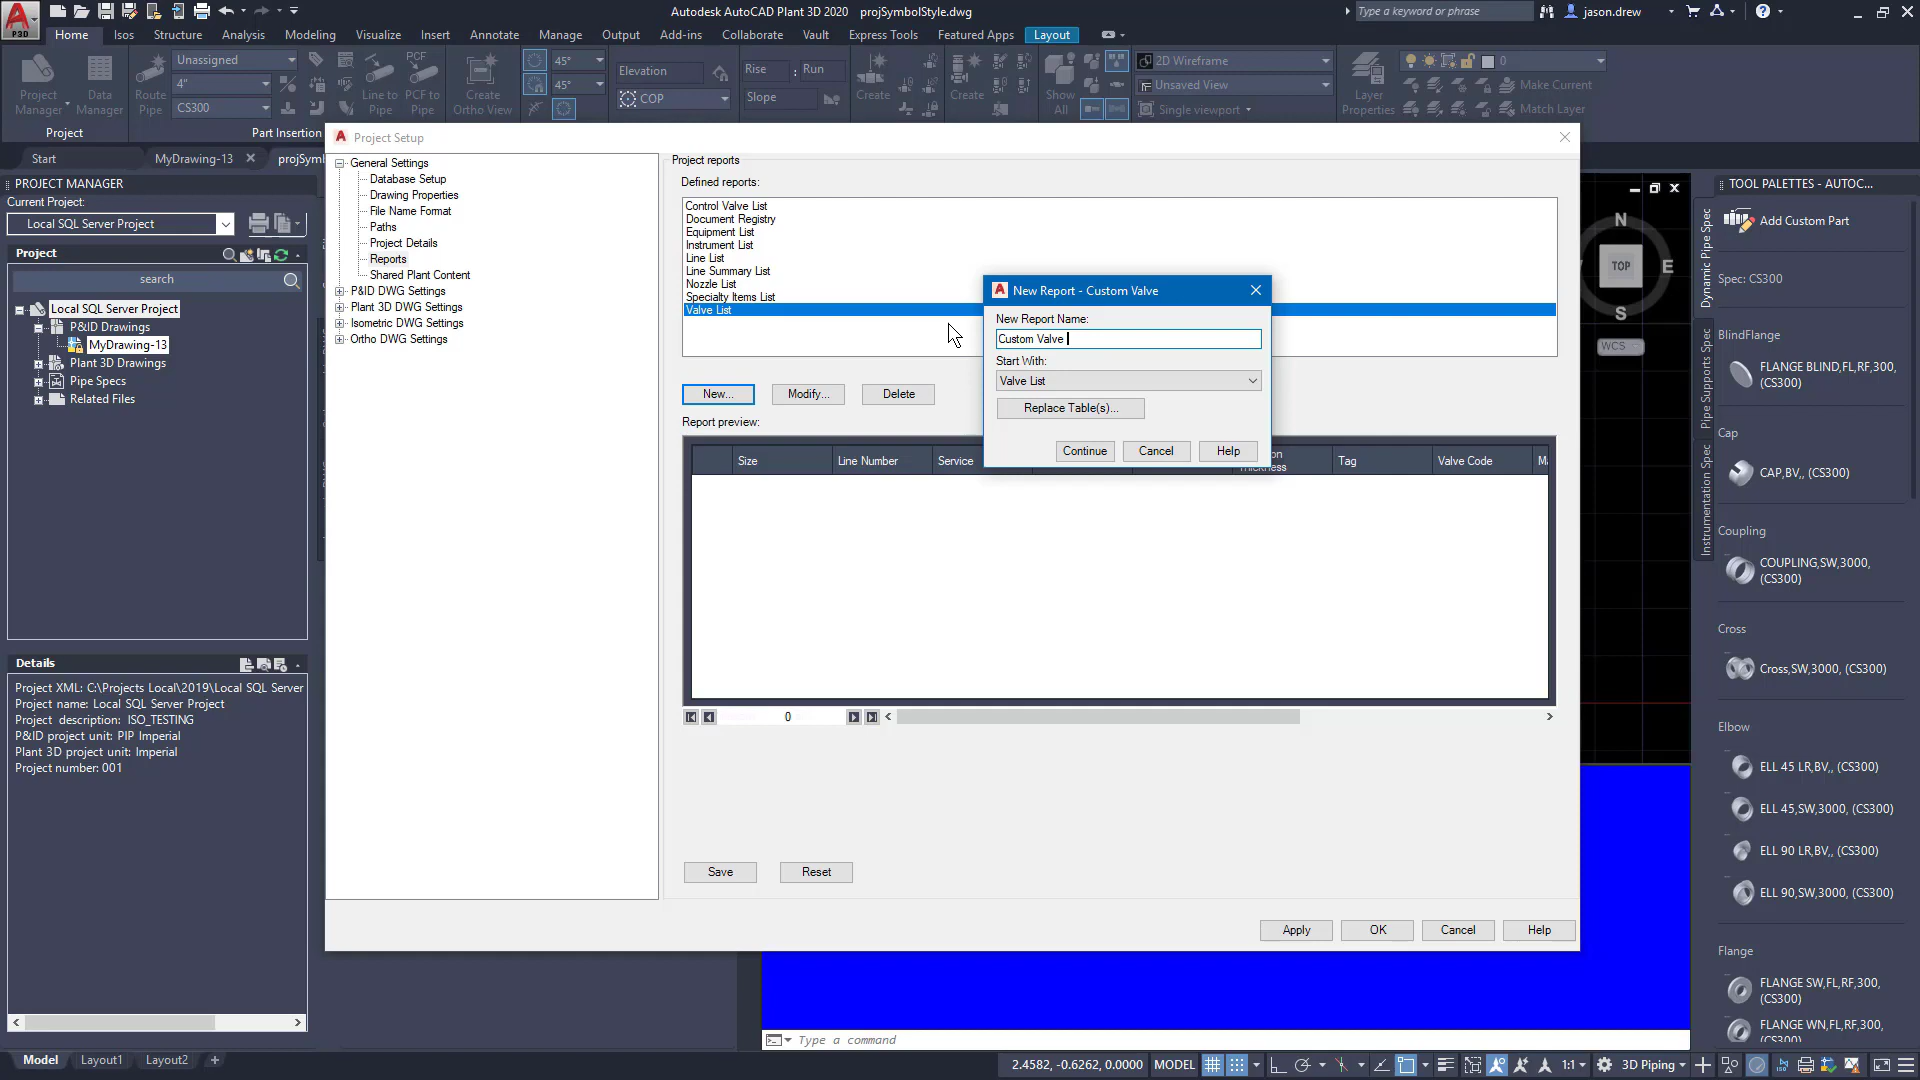 Autodesk AutoCAD Plant 3D 2020 projSymbolStyle.dwg
Type a keyword or phrase
jason.drew
P3D
Home Isos Structure Analysis Modeling Visualize Insert Annotate Manage Output Add-ins Collaborate Vault Express Tools Featured Apps Layout
Project Manager
Data Manager
Route Pipe
Unassigned
4"
CS300
Line to Pipe
PCF to Pipe
PCF
Create Ortho View
45°
45°
Elevation
COP
Rise : Run
Slope
Create
Create
Show All
2D Wireframe
Unsaved View
Single viewport
Layer Properties
0
Make Current
Match Layer
Project
Part Insertion
Start
MyDrawing-13
projSym
PROJECT MANAGER
Current Project:
Local SQL Server Project
Project
search
Local SQL Server Project
P&ID Drawings
MyDrawing-13
Plant 3D Drawings
Pipe Specs
Related Files
Details
Project XML: C:\Projects Local\2019\Local SQL Server
Project name: Local SQL Server Project
Project description: ISO_TESTING
P&ID project unit: PIP Imperial
Plant 3D project unit: Imperial
Project number: 001
Project Setup
General Settings
Database Setup
Drawing Properties
File Name Format
Paths
Project Details
Reports
Shared Plant Content
P&ID DWG Settings
Plant 3D DWG Settings
Isometric DWG Settings
Ortho DWG Settings
Project reports
Defined reports:
Control Valve List
Document Registry
Equipment List
Instrument List
Line List
Line Summary List
Nozzle List
Specialty Items List
Valve List
New...
Modify...
Delete
Report preview:
Size
Line Number
Service
Tag
Valve Code
0
Save
Reset
Apply
OK
Cancel
Help
New Report - Custom Valve
New Report Name:
Custom Valve
Start With:
Valve List
Replace Table(s)...
Continue
Cancel
Help
N
TOP
E
S
WCS
TOOL PALETTES - AUTOC...
Dynamic Pipe Spec
Pipe Supports Spec
Instrumentation Spec
Add Custom Part
Spec: CS300
BlindFlange
FLANGE BLIND,FL,RF,300,
(CS300)
Cap
CAP,BV,, (CS300)
Coupling
COUPLING,SW,3000,
(CS300)
Cross
Cross,SW,3000, (CS300)
Elbow
ELL 45 LR,BV,, (CS300)
ELL 45,SW,3000, (CS300)
ELL 90 LR,BV,, (CS300)
ELL 90,SW,3000, (CS300)
Flange
FLANGE SW,FL,RF,300,
(CS300)
FLANGE WN,FL,RF,300,
Type a command
Model Layout1 Layout2 +
2.4582, -0.6262, 0.0000 MODEL
1:1
3D Piping